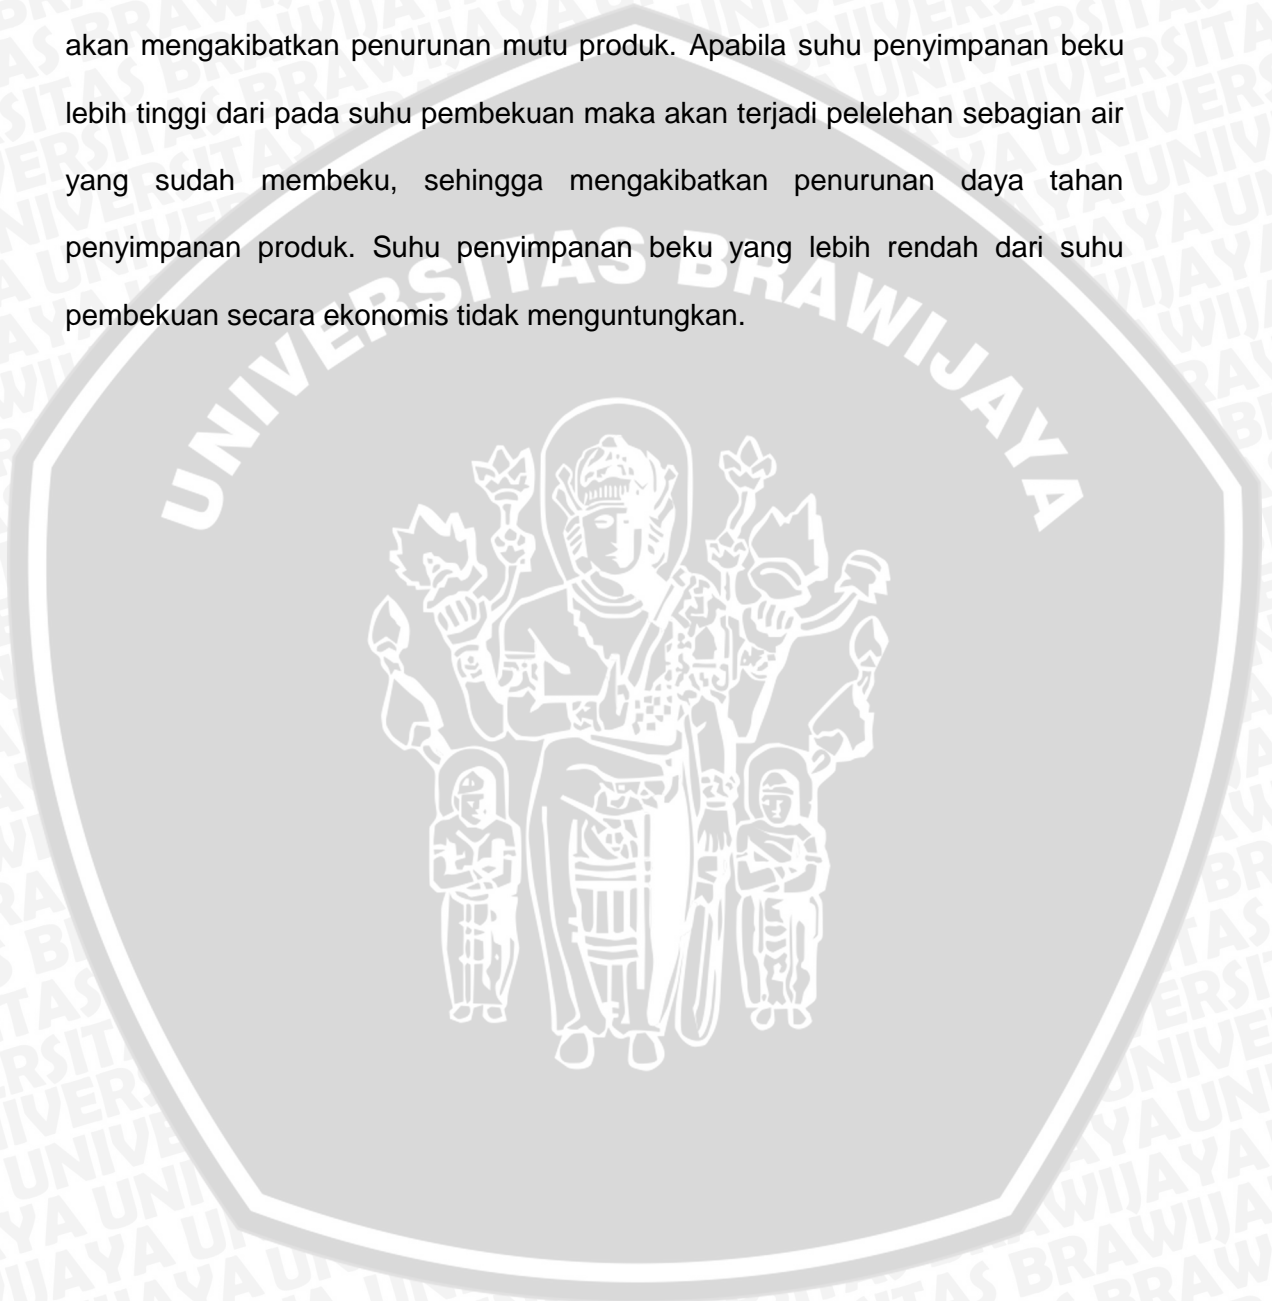 akan mengakibatkan penurunan mutu produk. Apabila suhu penyimpanan beku
lebih tinggi dari pada suhu pembekuan maka akan terjadi pelelehan sebagian air
yang sudah membeku, sehingga mengakibatkan penurunan daya tahan
penyimpanan produk. Suhu penyimpanan beku yang lebih rendah dari suhu
pembekuan secara ekonomis tidak menguntungkan.
UNIVERSITAS BRAWIJAYA